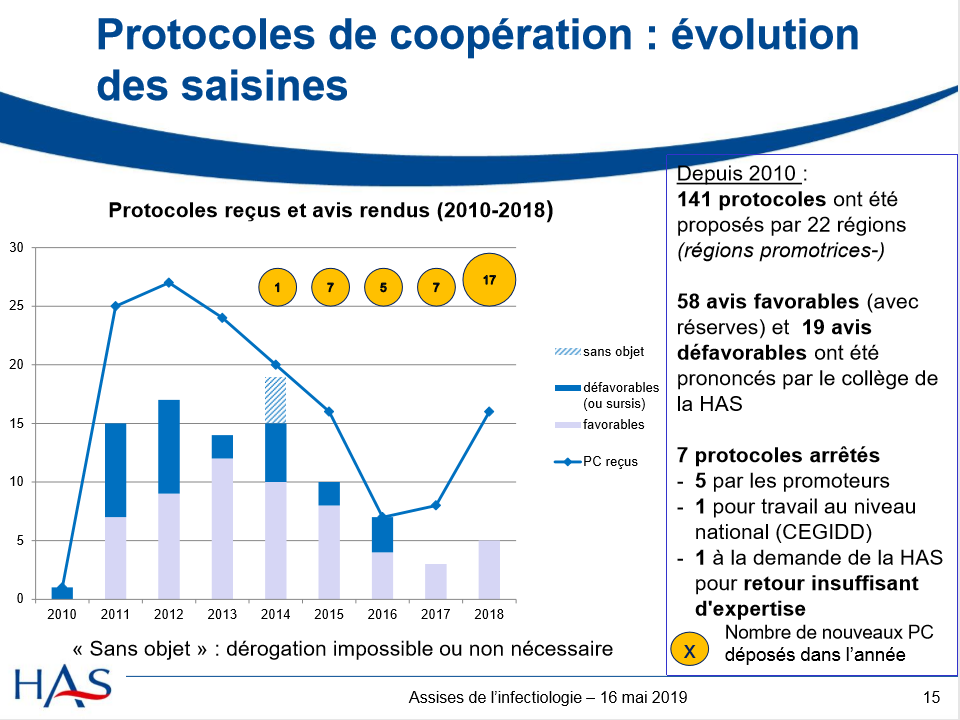 Protocoles de coopération : évolution
des saisines
Protocoles reçus et avis rendus (2010-2018)
30
25
20
15
10
5
0
1
7
5
7
17
2010
2011
2012
2013
2014
2015
2016
2017
2018
sans objet
défavorables
(ou sursis)
favorables
PC reçus
« Sans objet » : dérogation impossible ou non nécessaire
Depuis 2010 :
141 protocoles ont été
proposés par 22 régions
(régions promotrices-)
58 avis favorables (avec
réserves) et 19 avis
défavorables ont été
prononcés par le collège de
la HAS
7 protocoles arrêtés
- 5 par les promoteurs
- 1 pour travail au niveau
national (CEGIDD)
- 1 à la demande de la HAS
pour retour insuffisant
d'expertise
X
Nombre de nouveaux PC
déposés dans l'année
HAS
Assises de l'infectiologie – 16 mai 2019
15